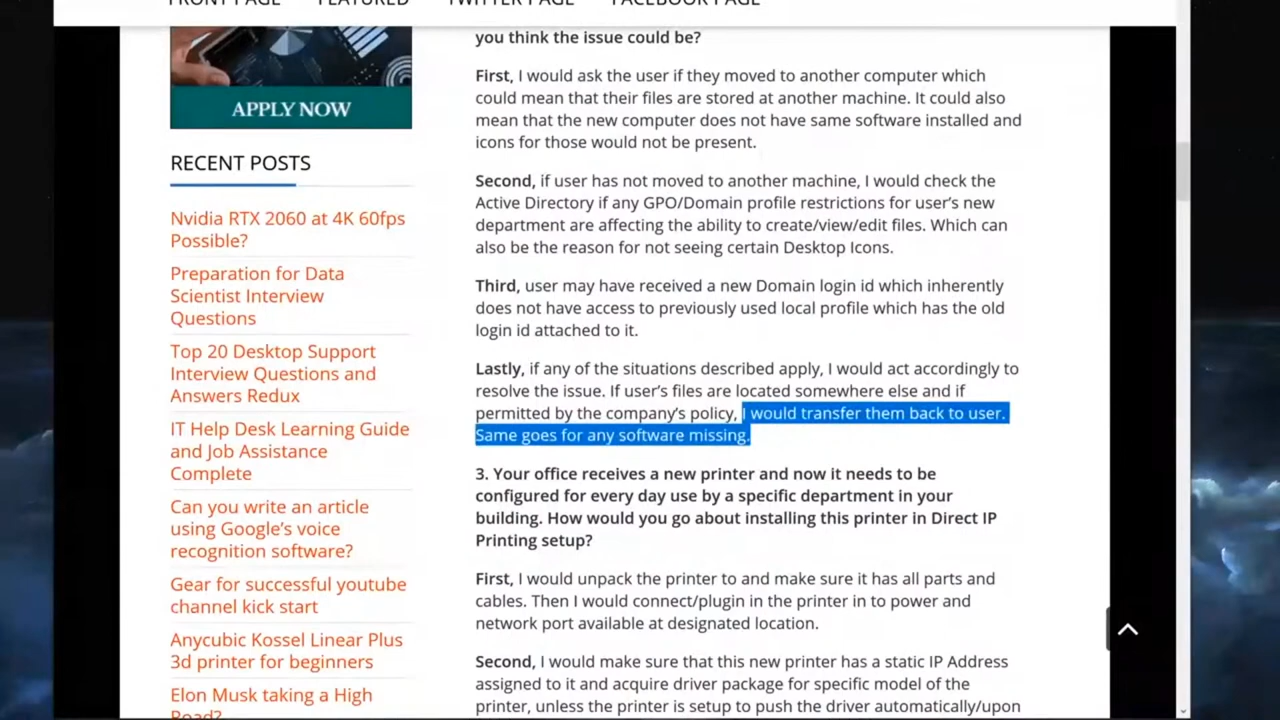 FRONT PAGE FEATURED TWITTER PAGE FACEBOOK PAGE
APPLY NOW
RECENT POSTS
Nvidia RTX 2060 at 4K 60fps
Possible?
Preparation for Data
Scientist Interview
Questions
Top 20 Desktop Support
Interview Questions and
Answers Redux
IT Help Desk Learning Guide
and Job Assistance
Complete
Can you write an article
using Google’s voice
recognition software?
Gear for successful youtube
channel kick start
Anycubic Kossel Linear Plus
3d printer for beginners
Elon Musk taking a High
Road?
you think the issue could be?
First, I would ask the user if they moved to another computer which
could mean that their files are stored at another machine. It could also
mean that the new computer does not have same software installed and
icons for those would not be present.
Second, if user has not moved to another machine, I would check the
Active Directory if any GPO/Domain profile restrictions for user’s new
department are affecting the ability to create/view/edit files. Which can
also be the reason for not seeing certain Desktop Icons.
Third, user may have received a new Domain login id which inherently
does not have access to previously used local profile which has the old
login id attached to it.
Lastly, if any of the situations described apply, I would act accordingly to
resolve the issue. If user’s files are located somewhere else and if
permitted by the company’s policy, I would transfer them back to user.
Same goes for any software missing.
3. Your office receives a new printer and now it needs to be
configured for every day use by a specific department in your
building. How would you go about installing this printer in Direct IP
Printing setup?
First, I would unpack the printer to and make sure it has all parts and
cables. Then I would connect/plugin in the printer in to power and
network port available at designated location.
Second, I would make sure that this new printer has a static IP Address
assigned to it and acquire driver package for specific model of the
printer, unless the printer is setup to push the driver automatically/upon